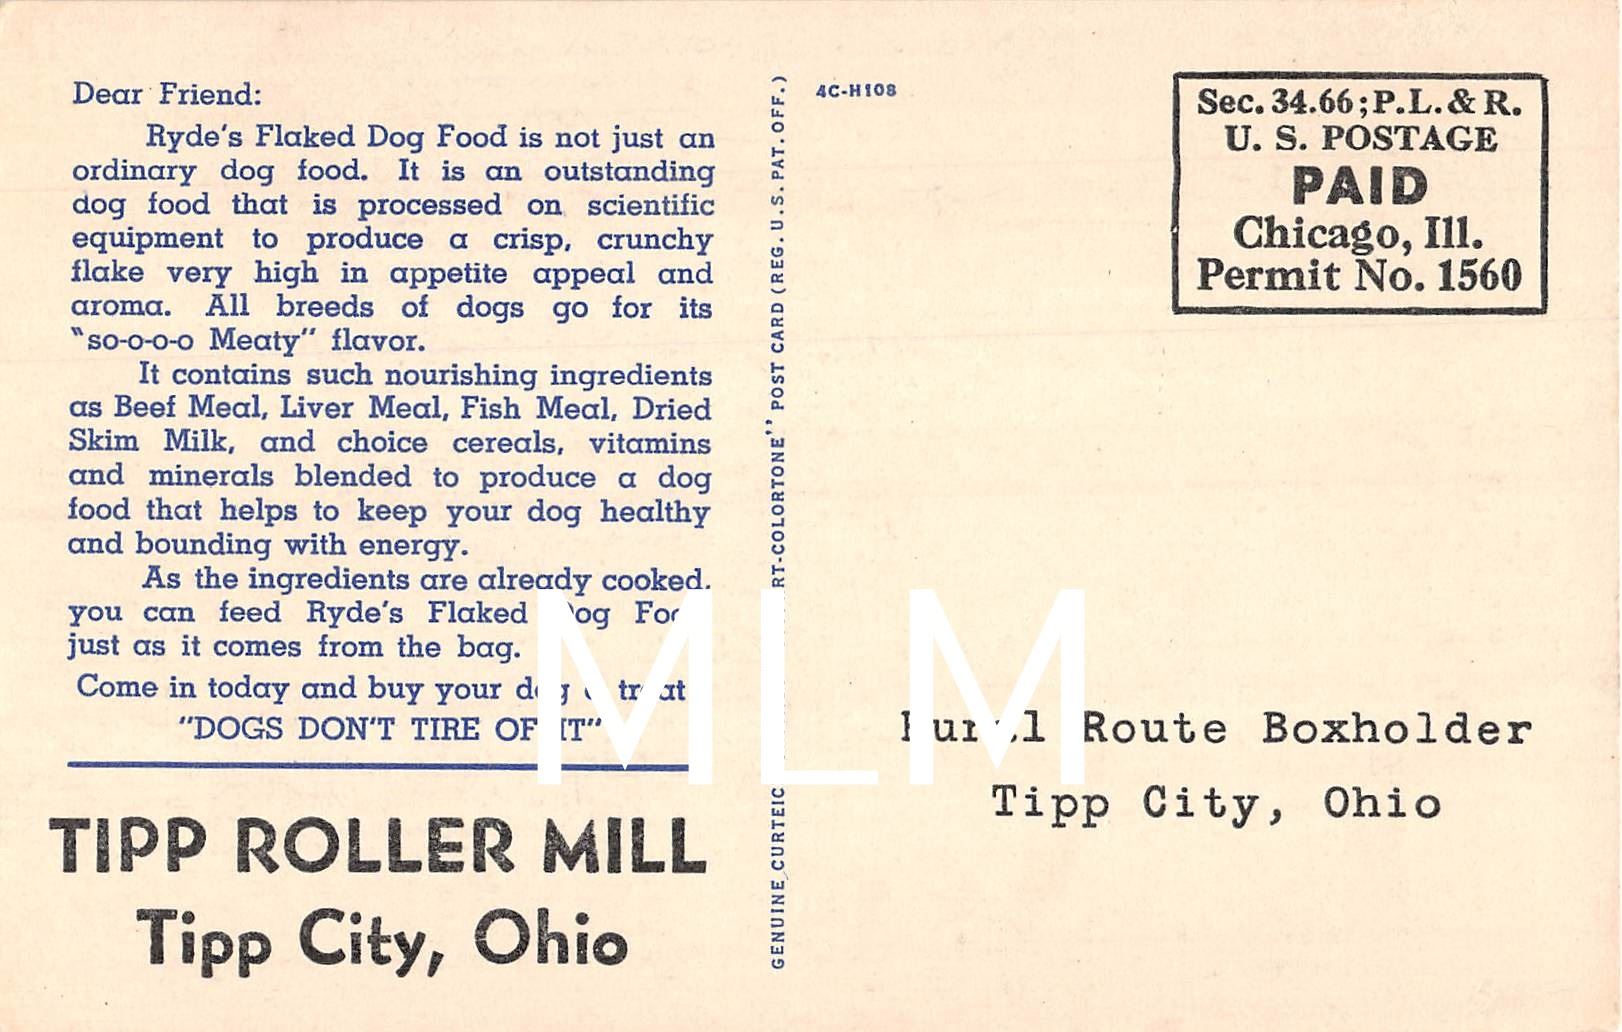 Dear Friend:
Ryde's Flaked Dog Food is not just an
ordinary dog food. It is an outstanding
dog food that is processed on scientific
equipment to produce a crisp, crunchy
flake very high in appetite appeal and
aroma. All breeds of dogs go for its
"so-o-o-o Meaty" flavor.
It contains such nourishing ingredients
as Beef Meal, Liver Meal, Fish Meal, Dried
Skim Milk, and choice cereals, vitamins
and minerals blended to produce a dog
food that helps to keep your dog healthy
and bounding with energy.
As the ingredients are already cooked,
you can feed Ryde's Flaked Dog Food
just as it comes from the bag.
Come in today and buy your dog a treat
"DOGS DON'T TIRE OF IT"
TIPP ROLLER MILL
Tipp City, Ohio
GENUINE CURTEICH RT-COLORTONE" POST CARD (REG. U.S. PAT. OFF.)
4C-H108
Sec. 34.66; P.L. & R.
U. S. POSTAGE
PAID
Chicago, Ill.
Permit No. 1560
Rural Route Boxholder
Tipp City, Ohio
MLM